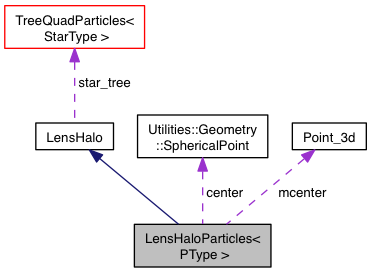 TreeQuadParticles<
StarType >
star_tree
LensHalo
Utilities::Geometry
::SphericalPoint
Point_3d
center
mcenter
LensHaloParticles<
PType >